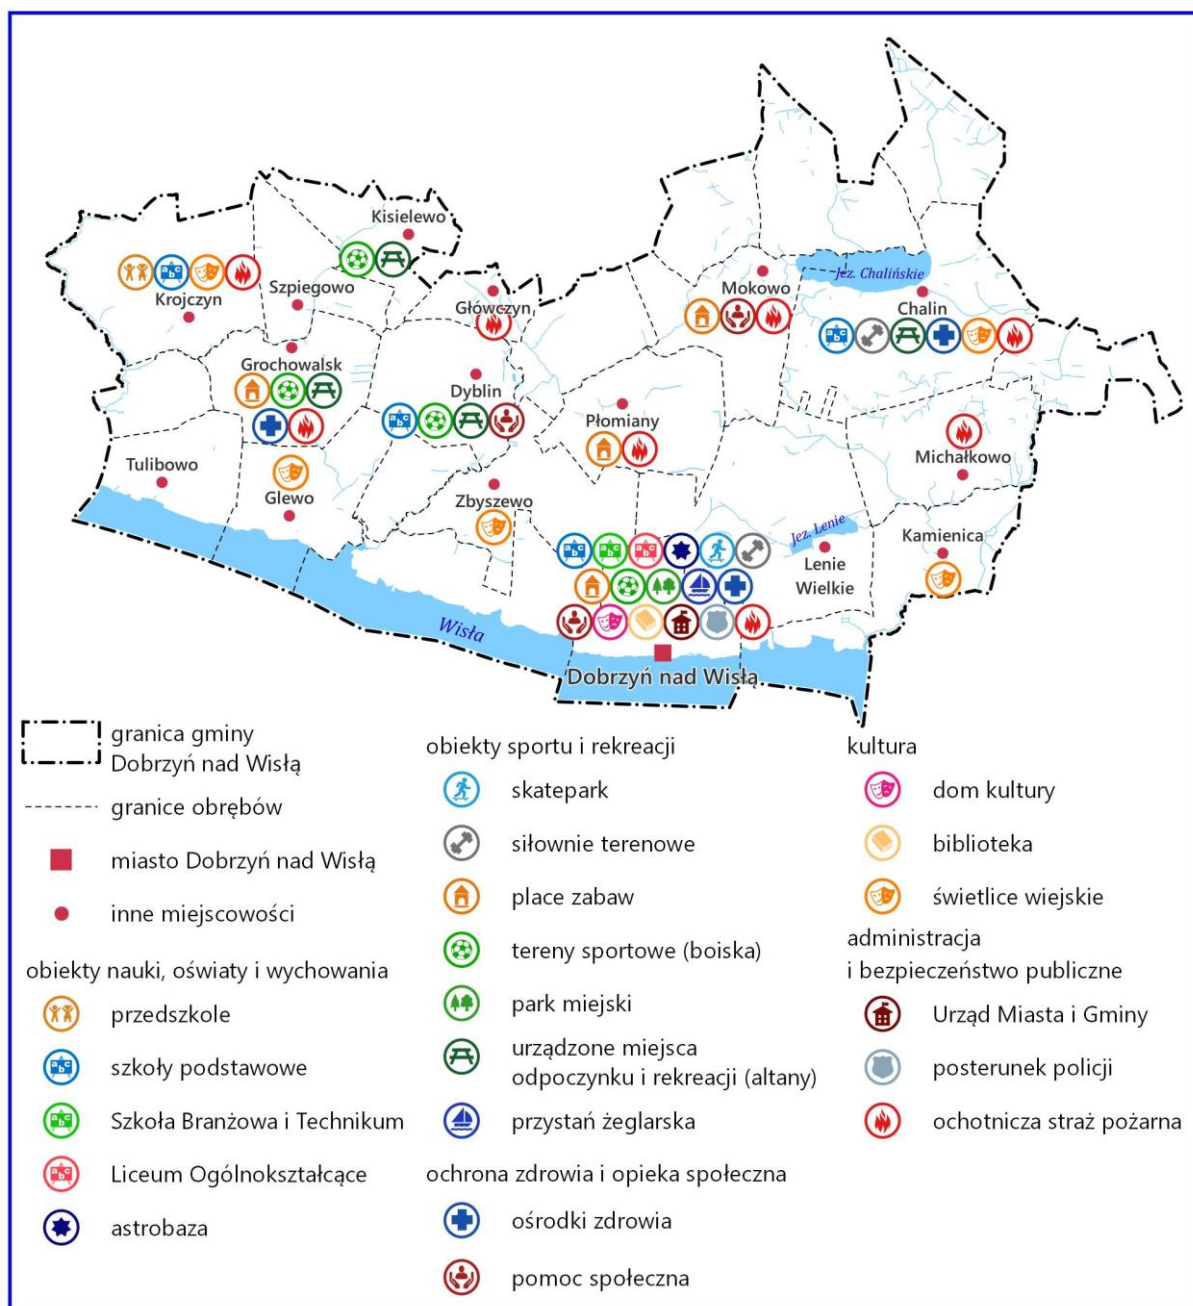 Kisielewo
Krojczyn
Szpiegowo
Główczyn
Mokowo
Jez. Chalińskie
Chalin
Grochowalsk
Dyblin
Płomiany
Michałkowo
Tulibowo
Glewo
Zbyszewo
Jez. Lenie
Lenie
Wielkie
Kamienica
Wisła
Dobrzyń nad Wisłą
granica gminy
Dobrzyń nad Wisłą
granice obrębów
miasto Dobrzyń nad Wisłą
inne miejscowości
obiekty nauki, oświaty i wychowania
przedszkole
szkoły podstawowe
Szkoła Branżowa i Technikum
Liceum Ogólnokształcące
astrobaza
obiekty sportu i rekreacji
skatepark
siłownie terenowe
place zabaw
tereny sportowe (boiska)
park miejski
urządzone miejsca
odpoczynku i rekreacji (altany)
przystań żeglarska
ochrona zdrowia i opieka społeczna
ośrodki zdrowia
pomoc społeczna
kultura
dom kultury
biblioteka
świetlice wiejskie
administracja
i bezpieczeństwo publiczne
Urząd Miasta i Gminy
posterunek policji
ochotnicza straż pożarna